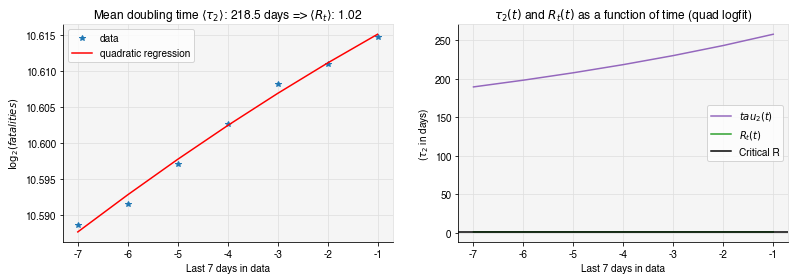 Mean doubling time ⟨τ₂⟩: 218.5 days => ⟨Rₜ⟩: 1.02
log₂(fatalities)
10.615
10.610
10.605
10.600
10.595
10.590
data
quadratic regression
-7 -6 -5 -4 -3 -2 -1
Last 7 days in data
τ₂(t) and Rₜ(t) as a function of time (quad logfit)
(τ₂ in days)
250
200
150
100
50
0
tau₂(t)
Rₜ(t)
Critical R
-7 -6 -5 -4 -3 -2 -1
Last 7 days in data